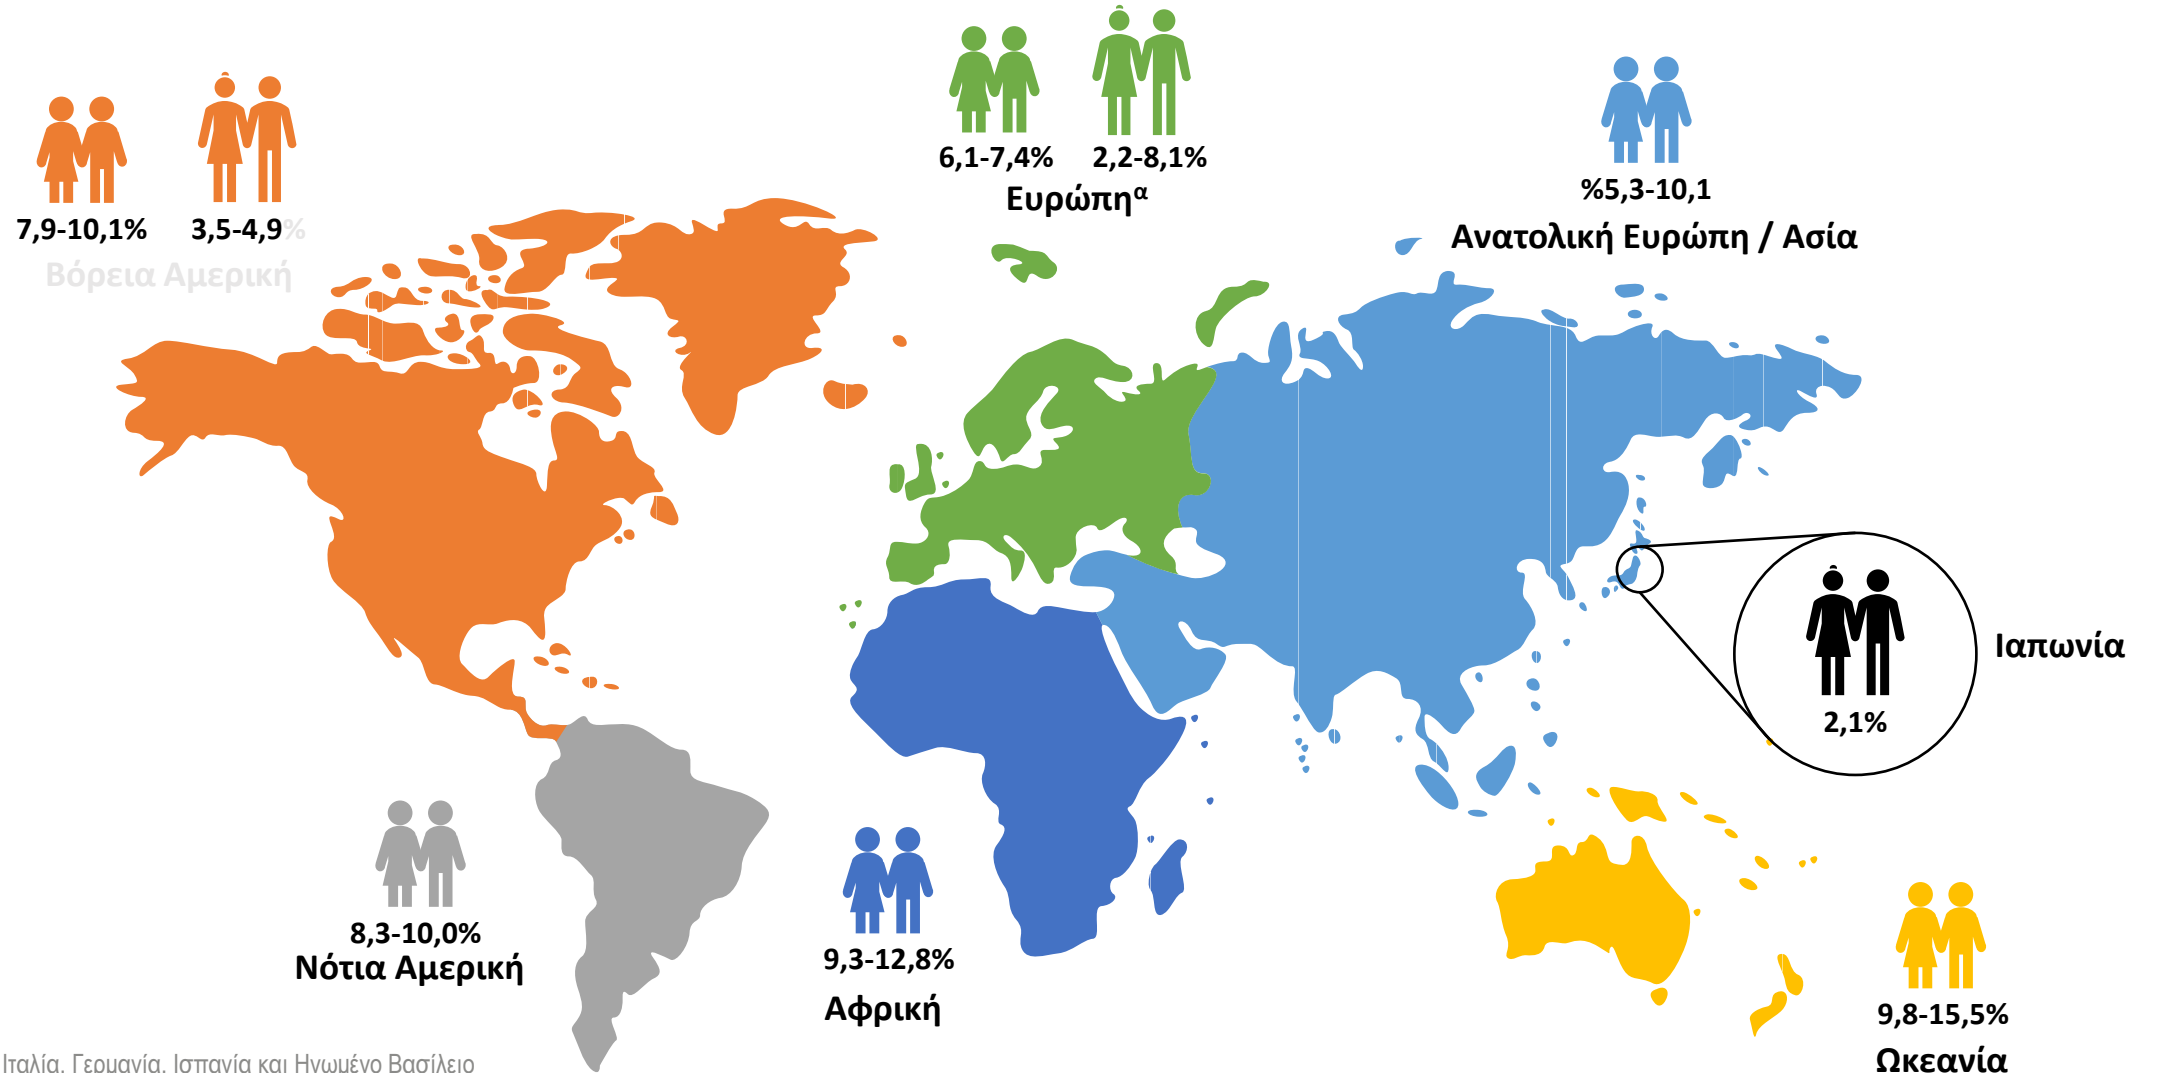 6,1-7,4% 2,2-8,1%
Ευρώπηα
%5,3-10,1
Ανατολική Ευρώπη / Ασία
7,9-10,1% 3,5-4,9%
Βόρεια Αμερική
Ιαπωνία
2,1%
8,3-10,0%
Νότια Αμερική
9,3-12,8%
Αφρική
9,8-15,5%
Ωκεανία
Ιταλία, Γερμανία, Ισπανία και Ηνωμένο Βασίλειο